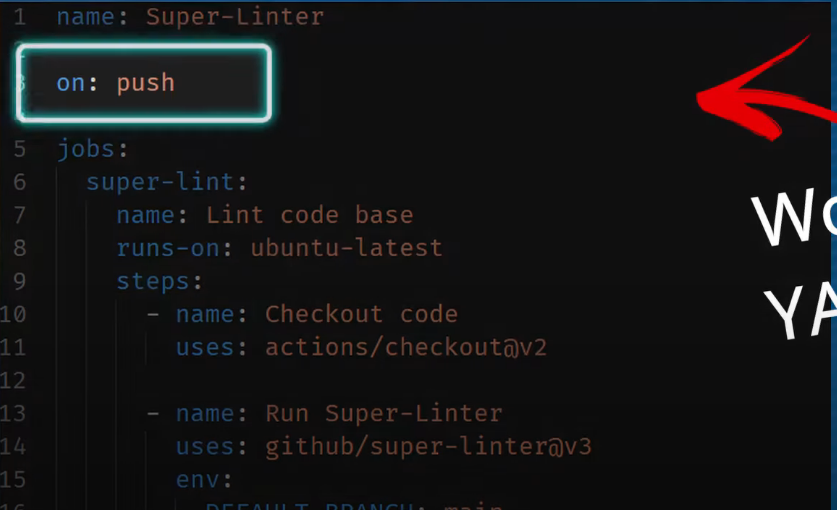 1 name: Super-Linter
3 on: push
5 jobs:
6 super-lint:
7 name: Lint code base
8 runs-on: ubuntu-latest
9 steps:
10 - name: Checkout code
11 uses: actions/checkout@v2
12
13 - name: Run Super-Linter
14 uses: github/super-linter@v3
15 env:
16 DEFAULT_BRANCH: main
Wo
YA